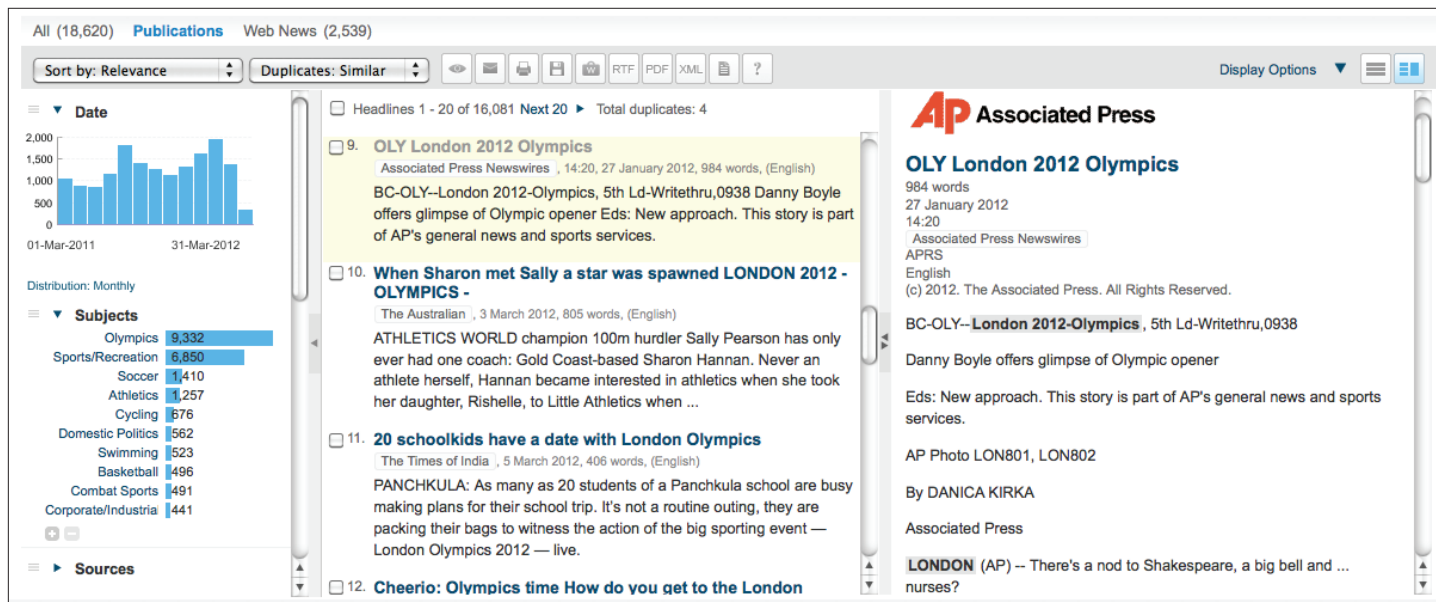 All (18,620) Publications Web News (2,539)
Sort by: Relevance Duplicates: Similar RTF PDF XML ? Display Options
Date
2,000
1,500
1,000
500
0
01-Mar-2011 31-Mar-2012
Distribution: Monthly
Subjects
Olympics 9,332
Sports/Recreation 6,850
Soccer 1,410
Athletics 1,257
Cycling 676
Domestic Politics 562
Swimming 523
Basketball 496
Combat Sports 491
Corporate/Industrial 441
Sources
Headlines 1 - 20 of 16,081 Next 20 Total duplicates: 4
9. OLY London 2012 Olympics
Associated Press Newswires , 14:20, 27 January 2012, 984 words, (English)
BC-OLY--London 2012-Olympics, 5th Ld-Writethru,0938 Danny Boyle
offers glimpse of Olympic opener Eds: New approach. This story is part
of AP's general news and sports services.
10. When Sharon met Sally a star was spawned LONDON 2012 -
OLYMPICS -
The Australian , 3 March 2012, 805 words, (English)
ATHLETICS WORLD champion 100m hurdler Sally Pearson has only
ever had one coach: Gold Coast-based Sharon Hannan. Never an
athlete herself, Hannan became interested in athletics when she took
her daughter, Rishelle, to Little Athletics when ...
11. 20 schoolkids have a date with London Olympics
The Times of India , 5 March 2012, 406 words, (English)
PANCHKULA: As many as 20 students of a Panchkula school are busy
making plans for their school trip. It's not a routine outing, they are
packing their bags to witness the action of the big sporting event —
London Olympics 2012 — live.
12. Cheerio: Olympics time How do you get to the London
AP Associated Press
OLY London 2012 Olympics
984 words
27 January 2012
14:20
Associated Press Newswires
APRS
English
(c) 2012. The Associated Press. All Rights Reserved.
BC-OLY--London 2012-Olympics, 5th Ld-Writethru,0938
Danny Boyle offers glimpse of Olympic opener
Eds: New approach. This story is part of AP's general news and sports
services.
AP Photo LON801, LON802
By DANICA KIRKA
Associated Press
LONDON (AP) -- There's a nod to Shakespeare, a big bell and ...
nurses?